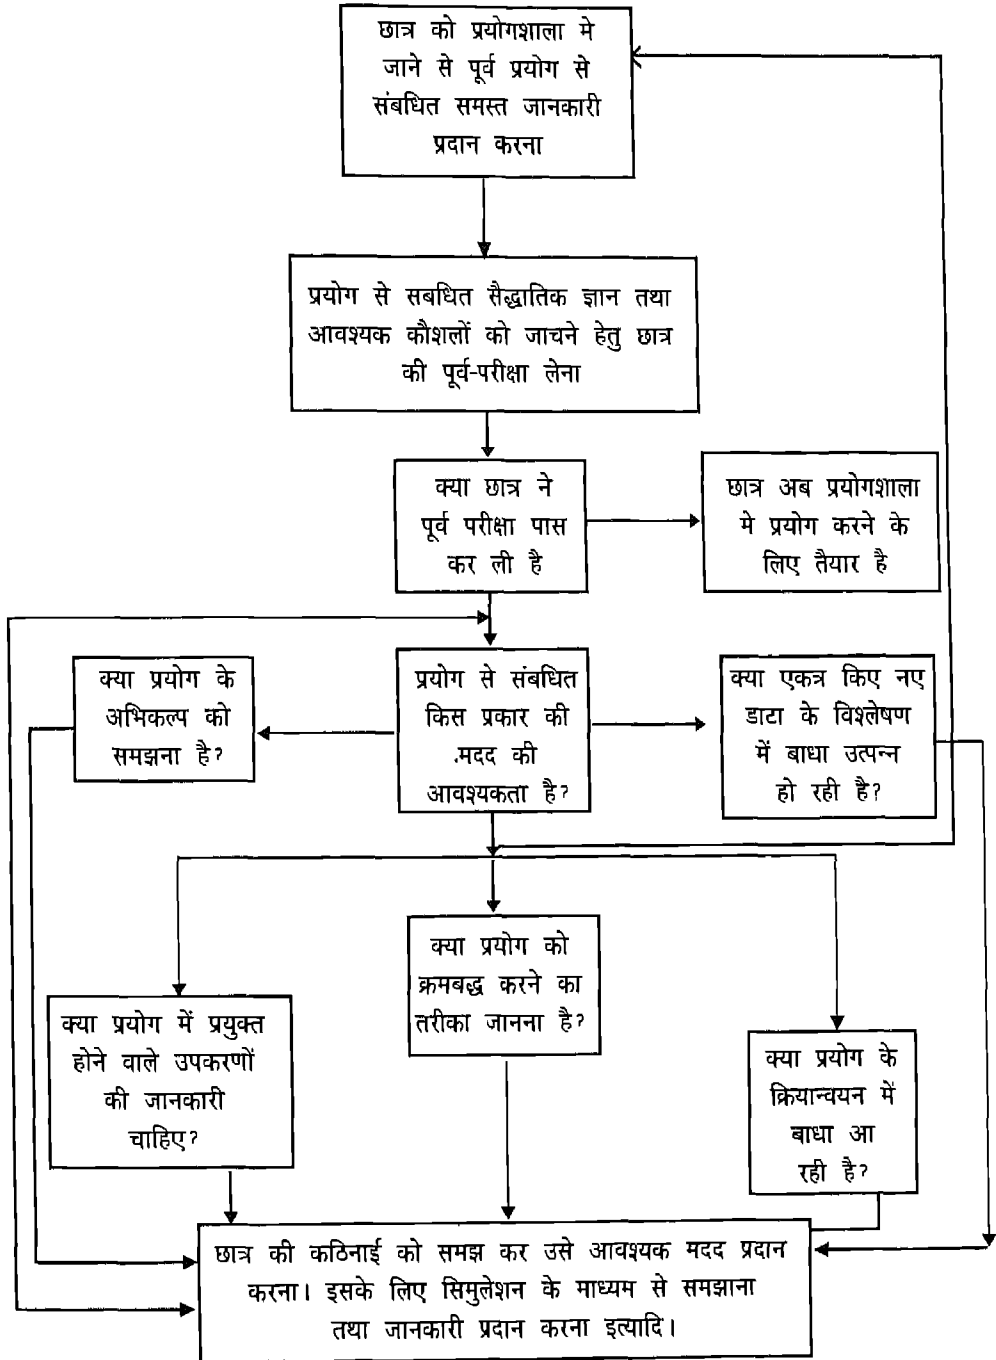 छात्र को प्रयोगशाला मे
जाने से पूर्व प्रयोग से
संबधित समस्त जानकारी
प्रदान करना
प्रयोग से सबधित सैद्धातिक ज्ञान तथा
आवश्यक कौशलों को जाचने हेतु छात्र
की पूर्व-परीक्षा लेना
क्या छात्र ने
पूर्व परीक्षा पास
कर ली है
छात्र अब प्रयोगशाला
मे प्रयोग करने के
लिए तैयार है
क्या प्रयोग के
अभिकल्प को
समझना है?
प्रयोग से संबधित
किस प्रकार की
.मदद की
आवश्यकता है?
क्या एकत्र किए नए
डाटा के विश्लेषण
में बाधा उत्पन्न
हो रही है?
क्या प्रयोग में प्रयुक्त
होने वाले उपकरणों
की जानकारी
चाहिए?
क्या प्रयोग को
क्रमबद्ध करने का
तरीका जानना है?
क्या प्रयोग के
क्रियान्वयन में
बाधा आ
रही है?
छात्र की कठिनाई को समझ कर उसे आवश्यक मदद प्रदान
करना। इसके लिए सिमुलेशन के माध्यम से समझाना
तथा जानकारी प्रदान करना इत्यादि।